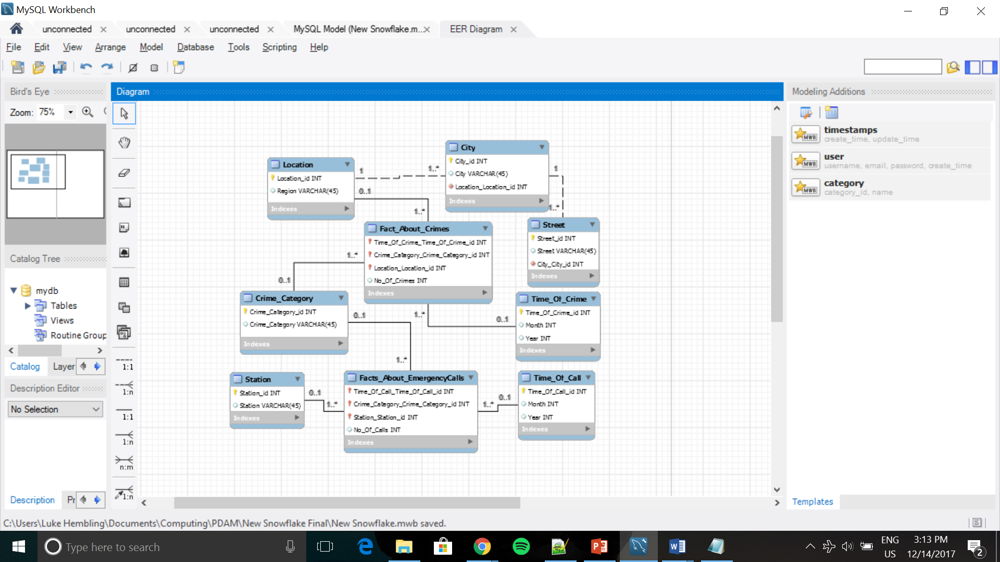 MySQL Workbench
unconnected
unconnected
unconnected
MySQL Model (New Snowflake.m...
EER Diagram
File Edit View Arrange Model Database Tools Scripting Help
Bird's Eye
Zoom: 75%
Diagram
Modeling Additions
timestamps
create_time, update_time
user
username, email, password, create_time
category
category_id, name
Templates
Catalog Tree
mydb
Tables
Views
Routine Group
Catalog Layer
Description Editor
No Selection
Description Pr
1:1
1:n
1:1
1:n
n:m
1:n
Location
Location_id INT
Region VARCHAR(45)
Indexes
1
1..*
0..1
1..*
City
City_id INT
City VARCHAR(45)
Location_Location_id INT
Indexes
1
1..*
Street
Street_id INT
Street VARCHAR(45)
City_City_id INT
Indexes
Fact_About_Crimes
Time_Of_Crime_Time_Of_Crime_id INT
Crime_Category_Crime_Category_id INT
Location_Location_id INT
No_Of_Crimes INT
Indexes
1..*
0..1
Crime_Category
Crime_Category_id INT
Crime_Category VARCHAR(45)
Indexes
0..1
1..*
1..*
0..1
Time_Of_Crime
Time_Of_Crime_id INT
Month INT
Year INT
Indexes
Station
Station_id INT
Station VARCHAR(45)
Indexes
0..1
1..*
Facts_About_EmergencyCalls
Time_Of_Call_Time_Of_Call_id INT
Crime_Category_Crime_Category_id INT
Station_Station_id INT
No_Of_Calls INT
Indexes
1..*
0..1
Time_Of_Call
Time_Of_Call_id INT
Month INT
Year INT
Indexes
C:\Users\Luke Hembling\Documents\Computing\PDAM\New Snowflake Final\New Snowflake.mwb saved.
Type here to search
ENG
US
3:13 PM
12/14/2017
2